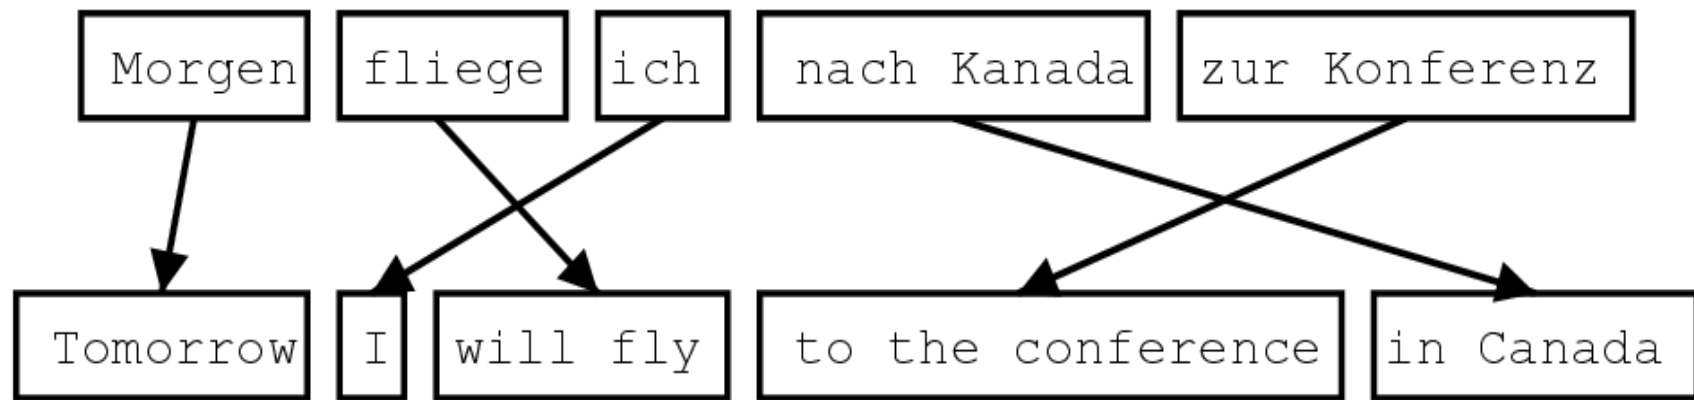 Morgen fliege ich nach Kanada zur Konferenz
Tomorrow I will fly to the conference in Canada